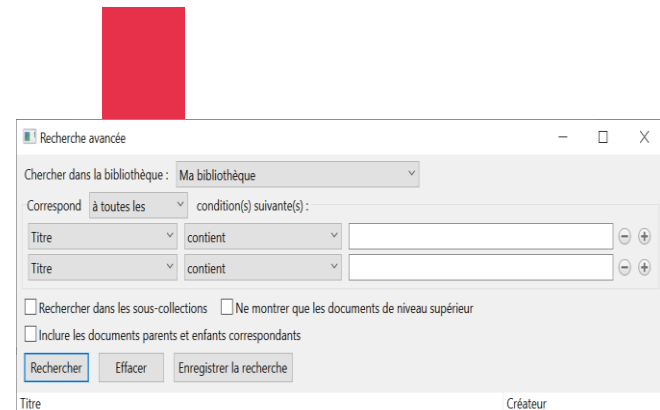 Recherche avancée
Chercher dans la bibliothèque : Ma bibliothèque
Correspond à toutes les condition(s) suivante(s) :
Titre contient
Titre contient
Rechercher dans les sous-collections Ne montrer que les documents de niveau supérieur
Inclure les documents parents et enfants correspondants
Rechercher Effacer Enregistrer la recherche
Titre Créateur